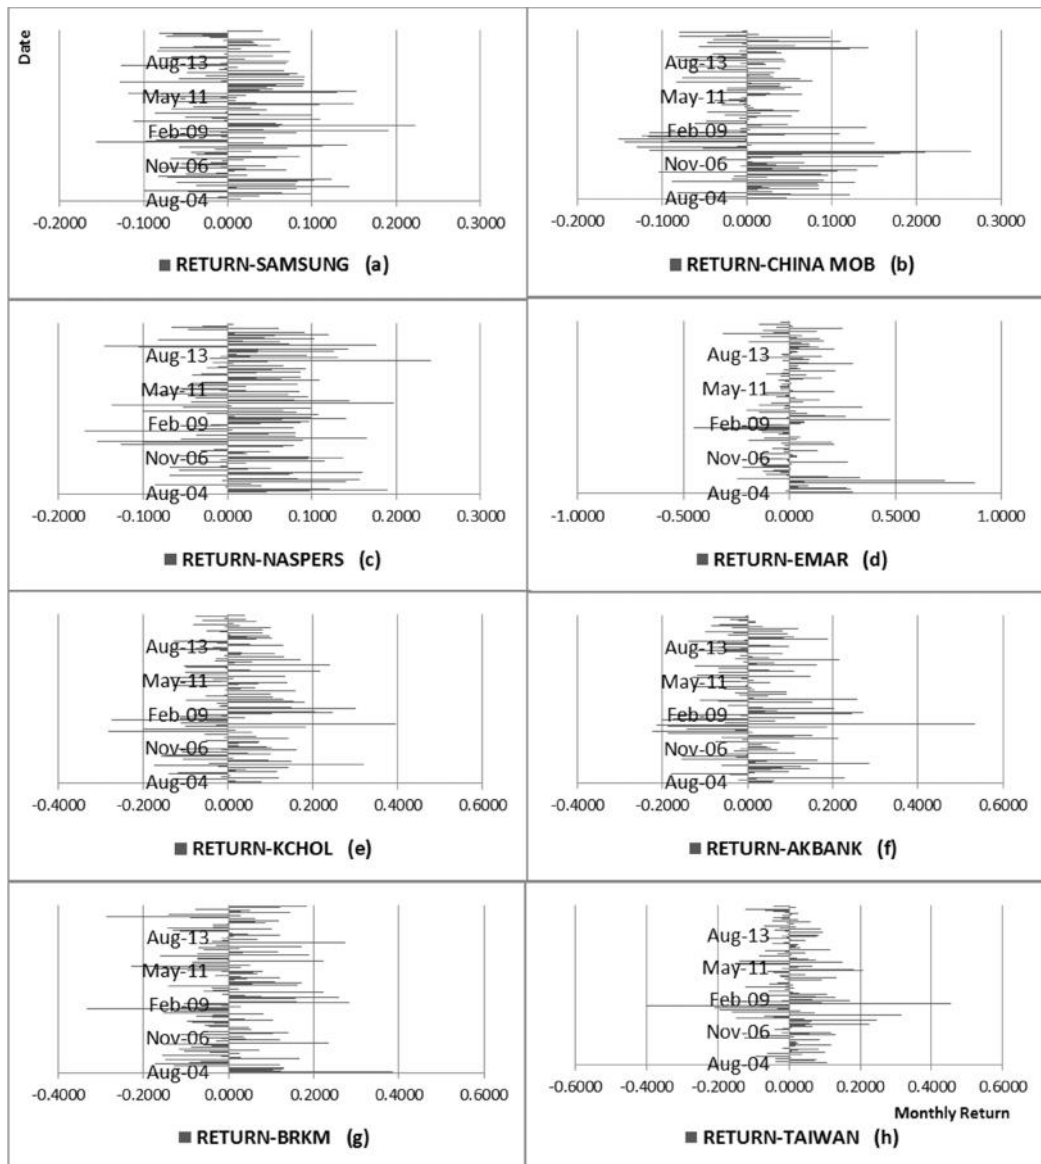 Date
Aug-13
May-11
Feb-09
Nov-06
Aug-04
-0.2000 -0.1000 0.0000 0.1000 0.2000 0.3000
RETURN-SAMSUNG (a)
Aug-13
May-11
Feb-09
Nov-06
Aug-04
-0.2000 -0.1000 0.0000 0.1000 0.2000 0.3000
RETURN-CHINA MOB (b)
Aug-13
May-11
Feb-09
Nov-06
Aug-04
-0.2000 -0.1000 0.0000 0.1000 0.2000 0.3000
RETURN-NASPERS (c)
Aug-13
May-11
Feb-09
Nov-06
Aug-04
-1.0000 -0.5000 0.0000 0.5000 1.0000
RETURN-EMAR (d)
Aug-13
May-11
Feb-09
Nov-06
Aug-04
-0.4000 -0.2000 0.0000 0.2000 0.4000 0.6000
RETURN-KCHOL (e)
Aug-13
May-11
Feb-09
Nov-06
Aug-04
-0.4000 -0.2000 0.0000 0.2000 0.4000 0.6000
RETURN-AKBANK (f)
Aug-13
May-11
Feb-09
Nov-06
Aug-04
-0.4000 -0.2000 0.0000 0.2000 0.4000 0.6000
RETURN-BRKM (g)
Aug-13
May-11
Feb-09
Nov-06
Aug-04
-0.6000 -0.4000 -0.2000 0.0000 0.2000 0.4000 0.6000
Monthly Return
RETURN-TAIWAN (h)